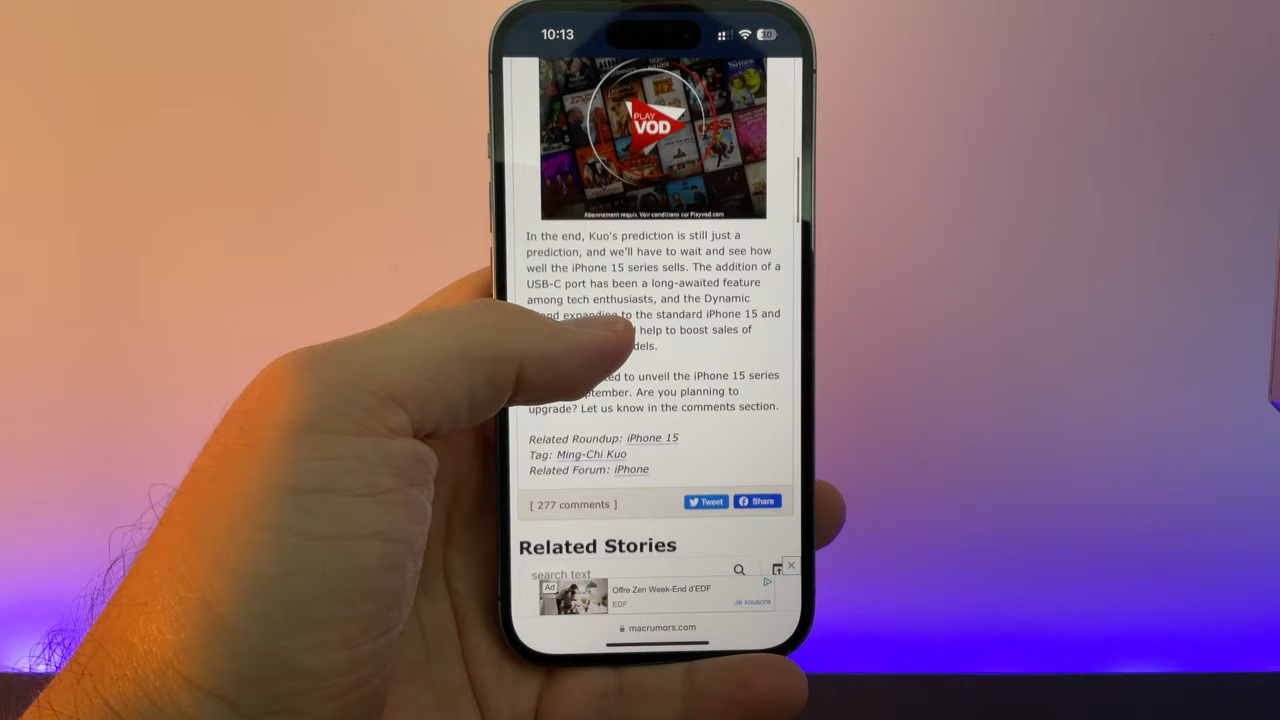 10:13
30
PLAY
VOD
Abonnement requis. Voir conditions sur Playvod.com
In the end, Kuo's prediction is still just a
prediction, and we'll have to wait and see how
well the iPhone 15 series sells. The addition of a
USB-C port has been a long-awaited feature
among tech enthusiasts, and the Dynamic
expanding to the standard iPhone 15 and
help to boost sales of
to unveil the iPhone 15 series
Are you planning to
upgrade? Let us know in the comments section.
Related Roundup: iPhone 15
Tag: Ming-Chi Kuo
Related Forum: iPhone
[ 277 comments ]
Tweet
Share
Related Stories
search text
Ad
Offre Zen Week-End d'EDF
EDF
Je souscris
macrumors.com